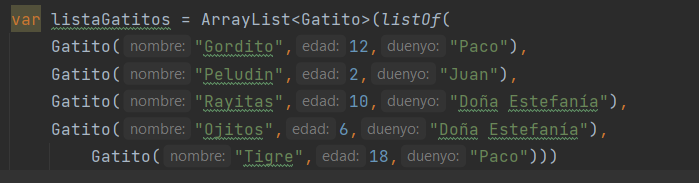 var listaGatitos = ArrayList<Gatito>(listOf(
Gatito( nombre: "Gordito", edad: 12, duenyo: "Paco"),
Gatito( nombre: "Peludin", edad: 2, duenyo: "Juan"),
Gatito( nombre: "Rayitas", edad: 10, duenyo: "Doña Estefanía"),
Gatito( nombre: "Ojitos", edad: 6, duenyo: "Doña Estefanía"),
Gatito( nombre: "Tigre", edad: 18, duenyo: "Paco")))